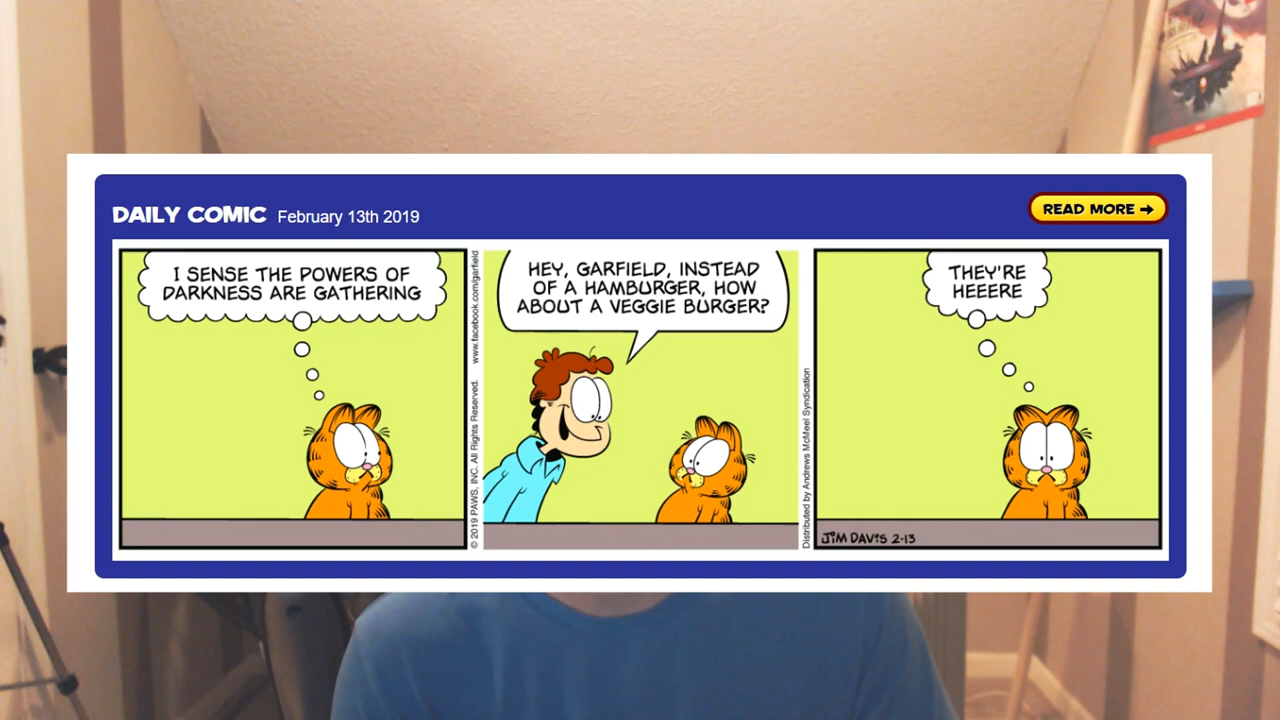 DAILY COMIC February 13th 2019
READ MORE →
I SENSE THE POWERS OF
DARKNESS ARE GATHERING
© 2019 PAWS, INC. All Rights Reserved. www.facebook.com/garfield
HEY, GARFIELD, INSTEAD
OF A HAMBURGER, HOW
ABOUT A VEGGIE BURGER?
Distributed by Andrews McMeel Syndication
THEY'RE
HEEERE
JIM DAVIS 2-13